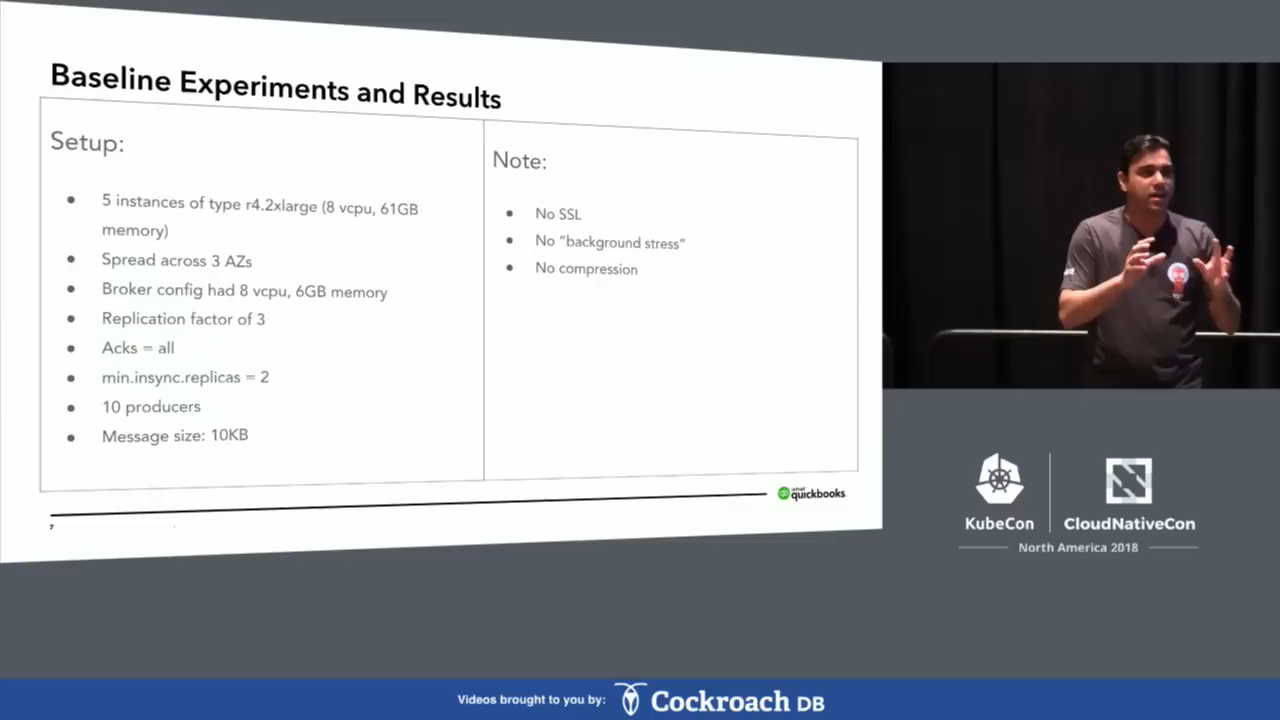 Baseline Experiments and Results
Setup:
5 instances of type r4.2xlarge (8 vcpu, 61GB
memory)
Spread across 3 AZs
Broker config had 8 vcpu, 6GB memory
Replication factor of 3
Acks = all
min.insync.replicas = 2
10 producers
Message size: 10KB
Note:
No SSL
No “background stress”
No compression
intuit
quickbooks.
7
KubeCon
CloudNativeCon
North America 2018
Videos brought to you by:
Cockroach DB